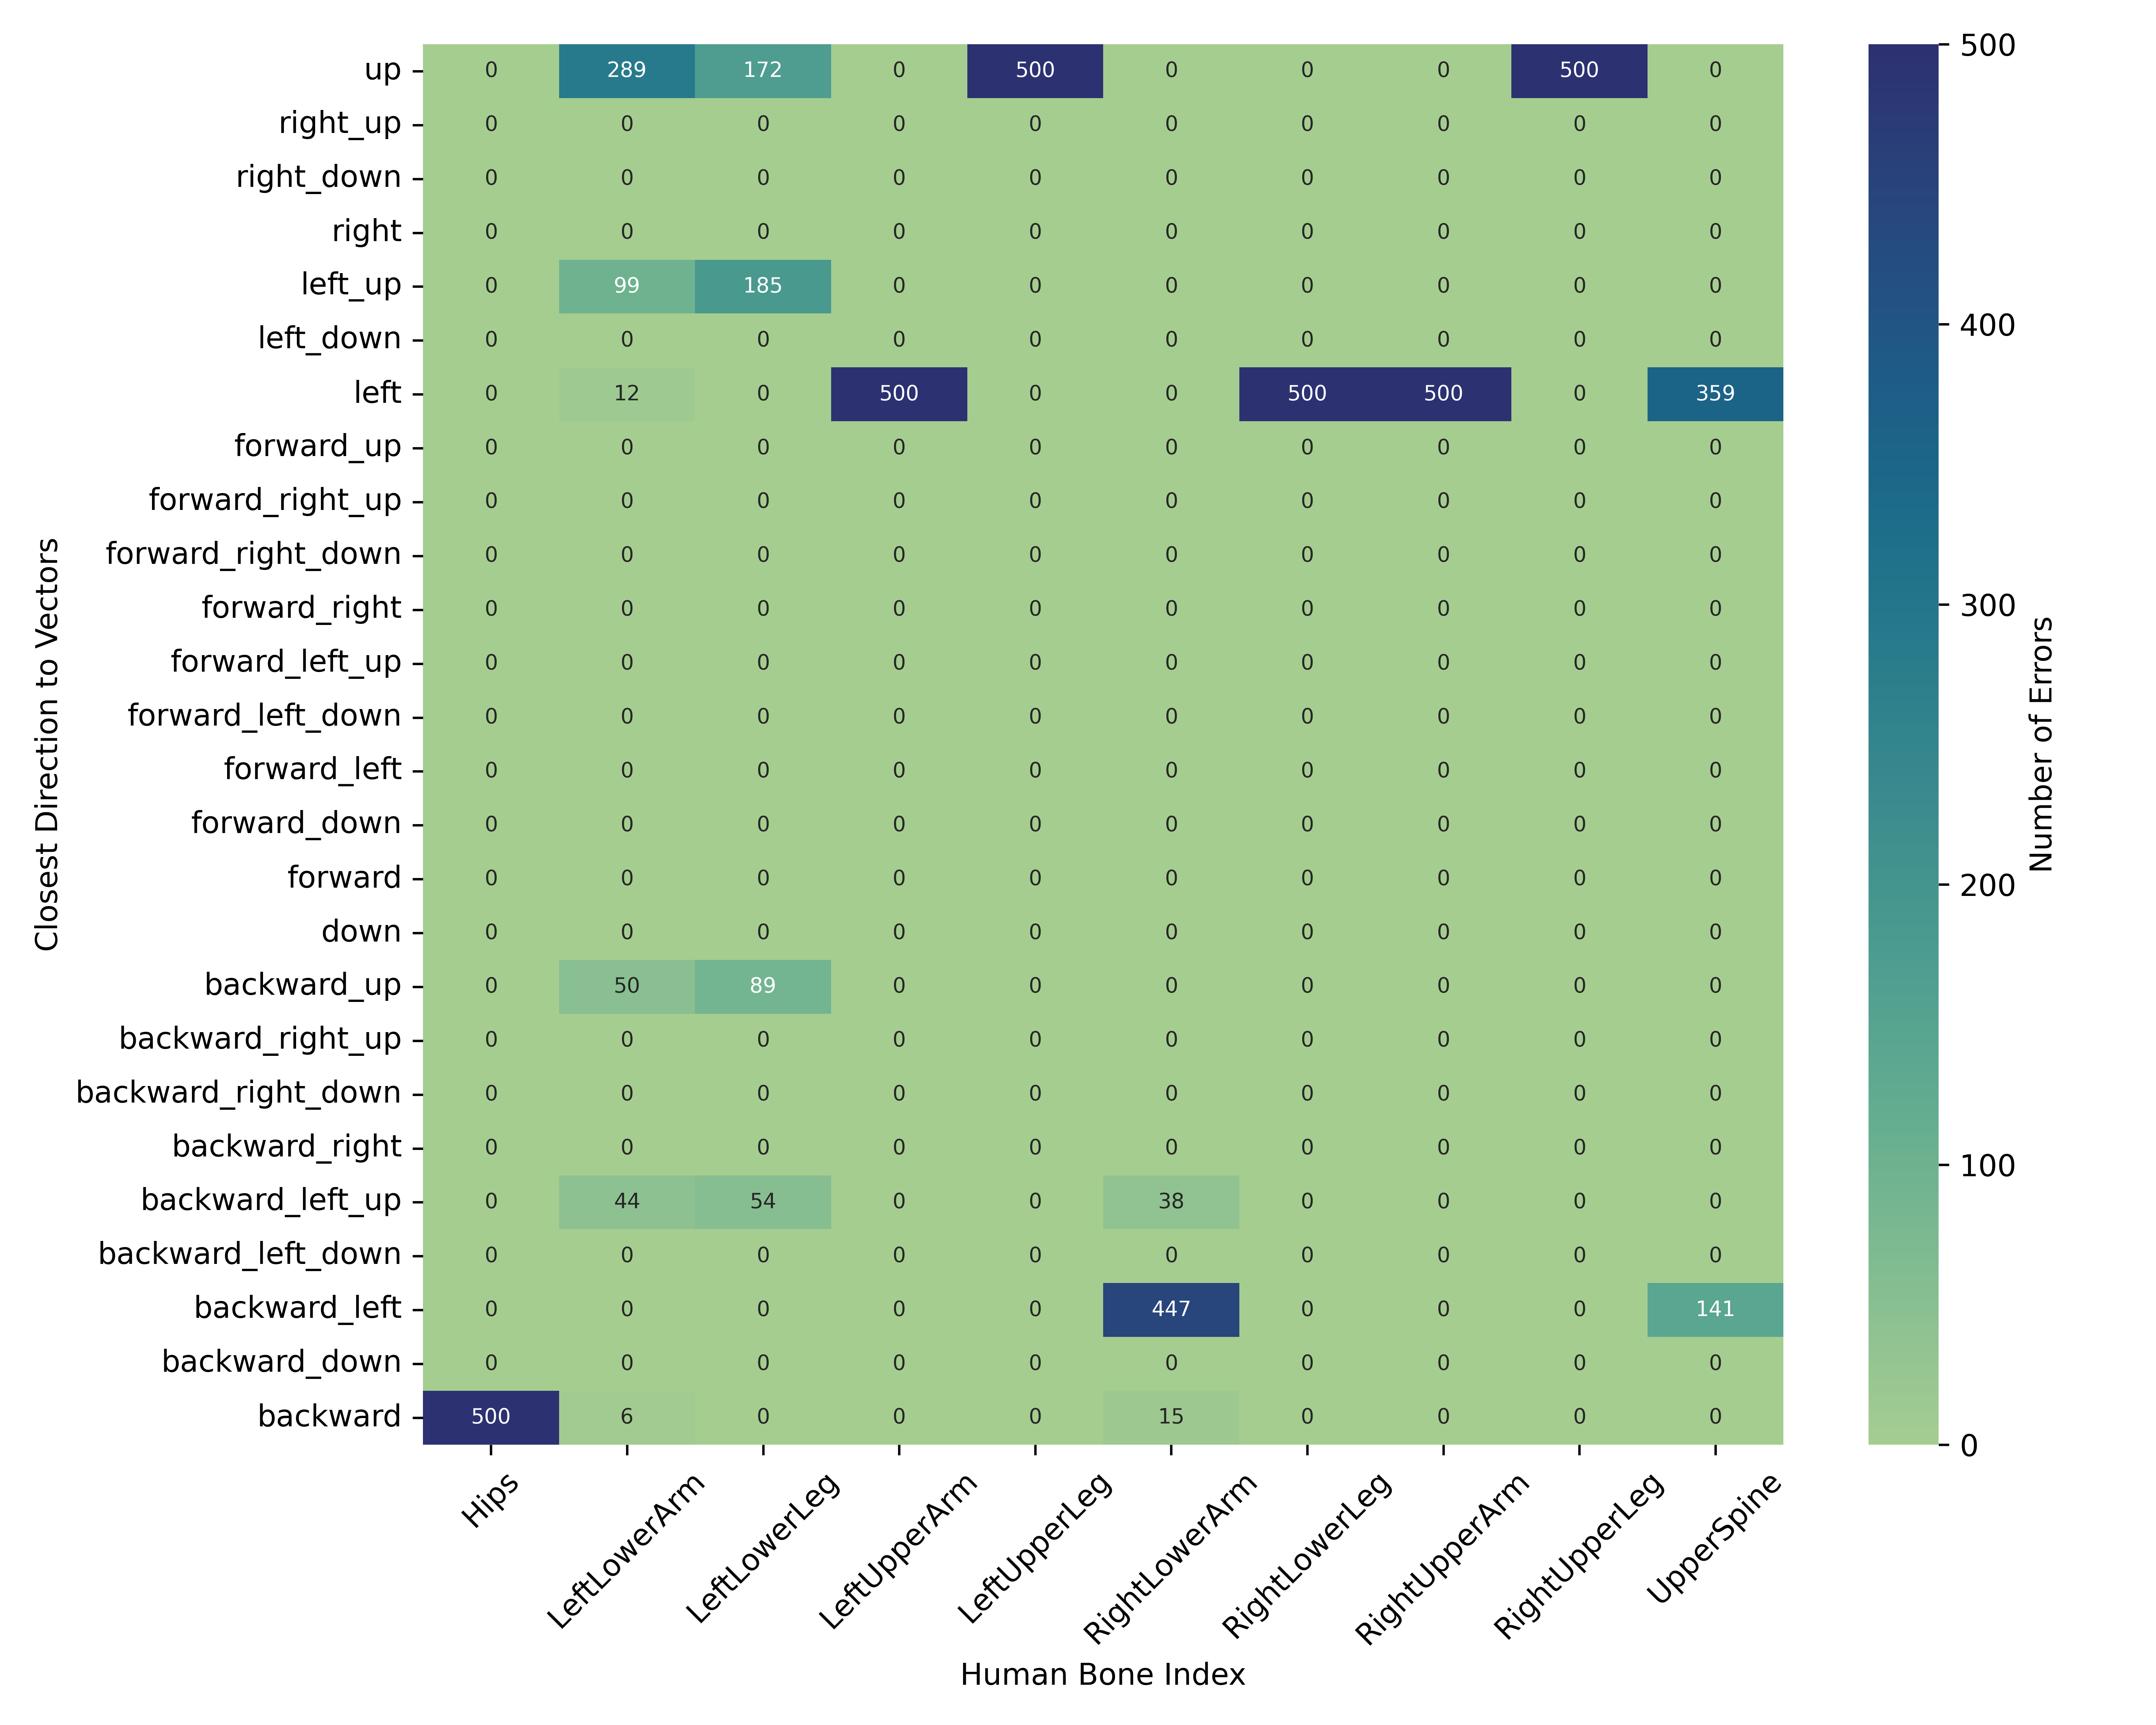 up 0 289 172 0 500 0 0 0 500 0
right_up 0 0 0 0 0 0 0 0 0 0
right_down 0 0 0 0 0 0 0 0 0 0
right 0 0 0 0 0 0 0 0 0 0
left_up 0 99 185 0 0 0 0 0 0 0
left_down 0 0 0 0 0 0 0 0 0 0
left 0 12 0 500 0 0 500 500 0 359
forward_up 0 0 0 0 0 0 0 0 0 0
forward_right_up 0 0 0 0 0 0 0 0 0 0
forward_right_down 0 0 0 0 0 0 0 0 0 0
forward_right 0 0 0 0 0 0 0 0 0 0
forward_left_up 0 0 0 0 0 0 0 0 0 0
forward_left_down 0 0 0 0 0 0 0 0 0 0
forward_left 0 0 0 0 0 0 0 0 0 0
forward_down 0 0 0 0 0 0 0 0 0 0
forward 0 0 0 0 0 0 0 0 0 0
down 0 0 0 0 0 0 0 0 0 0
backward_up 0 50 89 0 0 0 0 0 0 0
backward_right_up 0 0 0 0 0 0 0 0 0 0
backward_right_down 0 0 0 0 0 0 0 0 0 0
backward_right 0 0 0 0 0 0 0 0 0 0
backward_left_up 0 44 54 0 0 38 0 0 0 0
backward_left_down 0 0 0 0 0 0 0 0 0 0
backward_left 0 0 0 0 0 447 0 0 0 141
backward_down 0 0 0 0 0 0 0 0 0 0
backward 500 6 0 0 0 15 0 0 0 0
Hips LeftLowerArm LeftLowerLeg LeftUpperArm LeftUpperLeg RightLowerArm RightLowerLeg RightUpperArm RightUpperLeg UpperSpine
Human Bone Index
Closest Direction to Vectors
500
400
300
200
100
0
Number of Errors